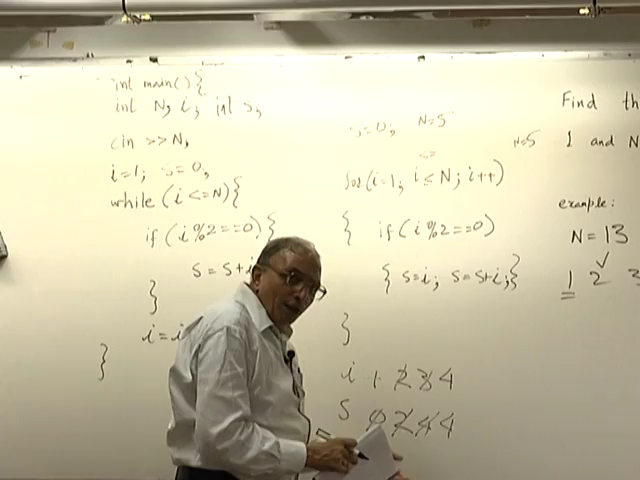 int main() {
int N, i; int s;
cin >> N;
i=1; s=0;
while (i <= N) {
if (i%2==0) {
s = s+i
}
i = i
}
s=0; N=5
<=
for (i=1; i ≤ N; i++)
{ if (i%2==0)
{ s=i; s=s+i; }
}
i 1 2 3 4
s 0 2 4 4
Find th
N=5 1 and N
example:
N = 13
1 2 3